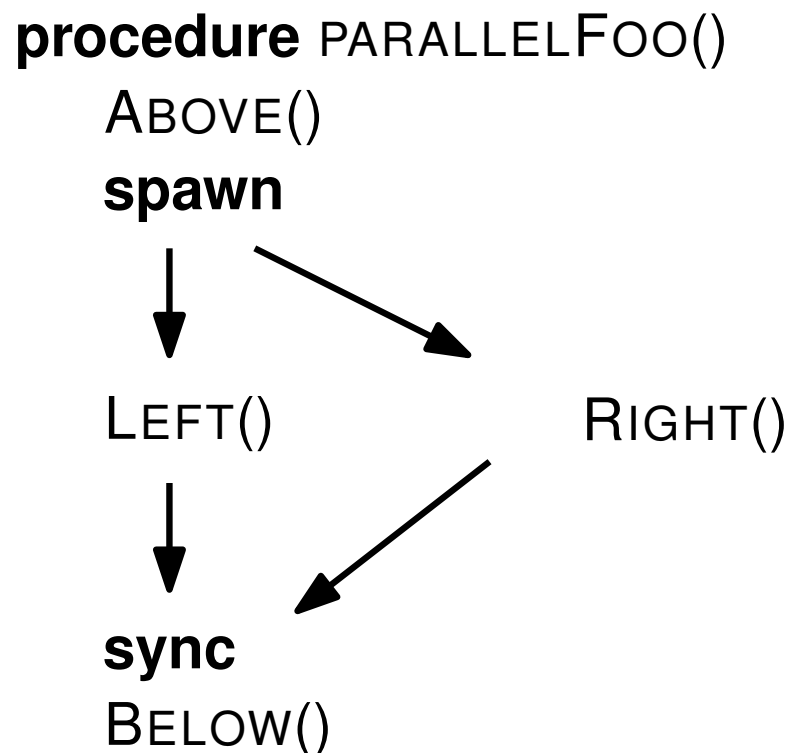 procedure PARALLELFOO()
ABOVE()
spawn
LEFT() RIGHT()
sync
BELOW()